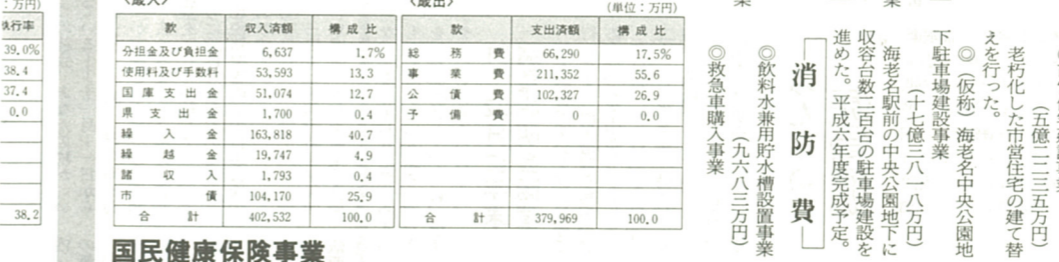 ：万円）
執行率
39.0%
38.4
37.4
0.0
38.2
〈歳入〉
款 収入済額 構成比
分担金及び負担金 6,637 1.7%
使用料及び手数料 53,593 13.3
国庫支出金 51,074 12.7
県支出金 1,700 0.4
繰入金 163,818 40.7
繰越金 19,747 4.9
諸収入 1,793 0.4
市債 104,170 25.9
合計 402,532 100.0
〈歳出〉
（単位：万円）
款 支出済額 構成比
総務費 66,290 17.5%
事業費 211,352 55.6
公債費 102,327 26.9
予備費 0 0.0
合計 379,969 100.0
国民健康保険事業
（五億二二三五万円）
老朽化した市営住宅の建て替
えを行った。
◎（仮称）海老名中央公園地
下駐車場建設事業
（十七億三八一八万円）
海老名駅前の中央公園地下に
収容台数二百台の駐車場建設を
進めた。平成六年度完成予定。
消防費
◎飲料水兼用貯水槽設置事業
（九六八三万円）
◎救急車購入事業